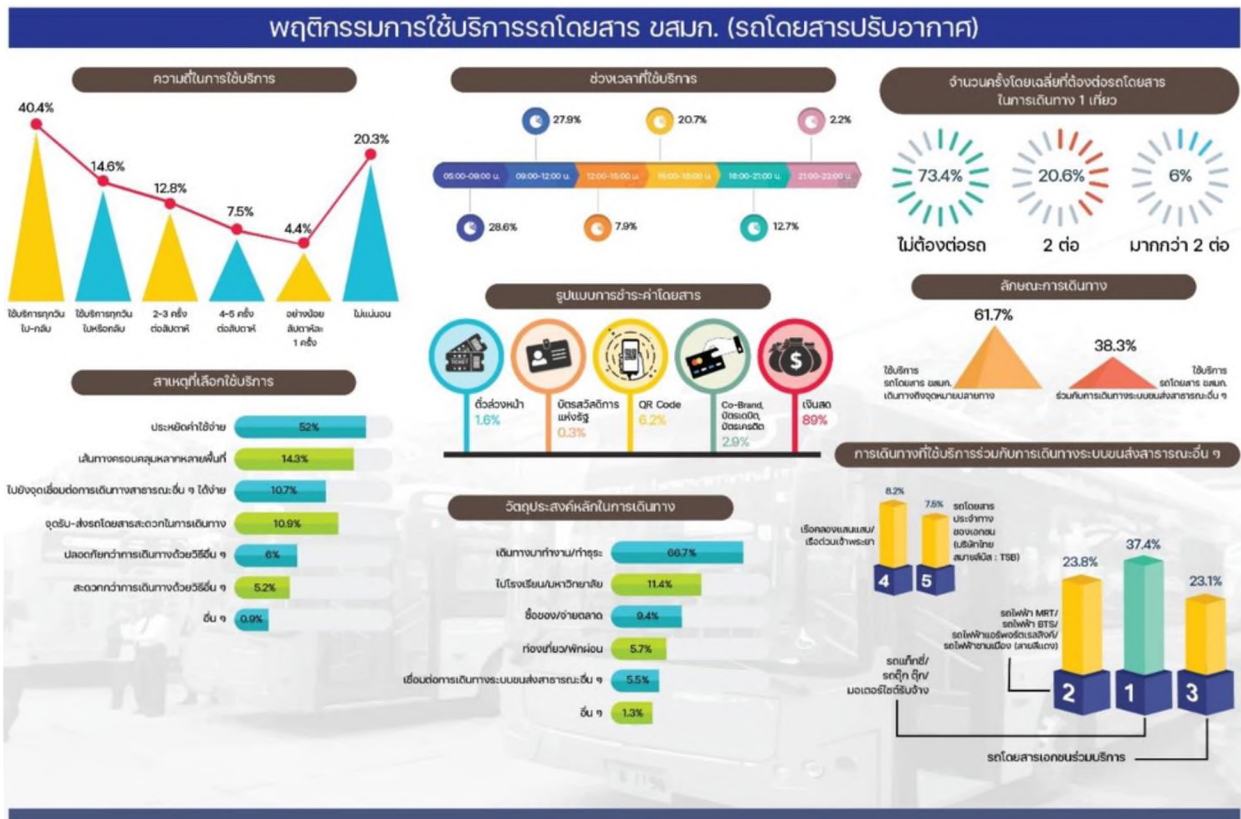 พฤติกรรมการใช้บริการรถโดยสาร ขสมก. (รถโดยสารปรับอากาศ)
ความถี่ในการใช้บริการ
40.4%
14.6%
12.8%
7.5%
4.4%
20.3%
ใช้บริการทุกวัน
ไป-กลับ
ใช้บริการทุกวัน
ไปหรือกลับ
2-3 ครั้ง
ต่อสัปดาห์
4-5 ครั้ง
ต่อสัปดาห์
อย่างน้อย
สัปดาห์ละ
1 ครั้ง
ไม่แน่นอน
สาเหตุที่เลือกใช้บริการ
ประหยัดค่าใช้จ่าย 52%
เส้นทางครอบคลุมหลากหลายพื้นที่ 14.3%
ไปยังจุดเชื่อมต่อการเดินทางสาธารณะอื่น ๆ ได้ง่าย 10.7%
จุดรับ-ส่งรถโดยสารสะดวกในการเดินทาง 10.9%
ปลอดภัยกว่าการเดินทางด้วยวิธีอื่น ๆ 6%
สะดวกกว่าการเดินทางด้วยวิธีอื่น ๆ 5.2%
อื่น ๆ 0.9%
ช่วงเวลาที่ใช้บริการ
27.9%
20.7%
2.2%
05:00-09:00 น. 09:00-12:00 น. 12:00-15:00 น. 15:00-18:00 น. 18:00-21:00 น. 21:00-23:00 น.
28.6%
7.9%
12.7%
รูปแบบการชำระค่าโดยสาร
TICKET
ตั๋วล่วงหน้า
1.6%
บัตรสวัสดิการ
แห่งรัฐ
0.3%
QR Code
6.2%
Co-Brand,
บัตรเดบิต,
บัตรเครดิต
2.9%
$
เงินสด
89%
วัตถุประสงค์หลักในการเดินทาง
เดินทางมาทำงาน/ทำธุระ 66.7%
ไปโรงเรียน/มหาวิทยาลัย 11.4%
ซื้อของ/จ่ายตลาด 9.4%
ท่องเที่ยว/พักผ่อน 5.7%
เชื่อมต่อการเดินทางระบบขนส่งสาธารณะอื่น ๆ 5.5%
อื่น ๆ 1.3%
จำนวนครั้งโดยเฉลี่ยที่ต้องต่อรถโดยสาร
ในการเดินทาง 1 เที่ยว
73.4%
20.6%
6%
ไม่ต้องต่อรถ
2 ต่อ
มากกว่า 2 ต่อ
ลักษณะการเดินทาง
61.7%
38.3%
ใช้บริการ
รถโดยสาร ขสมก.
เดินทางถึงจุดหมายปลายทาง
ใช้บริการ
รถโดยสาร ขสมก.
ร่วมกับการเดินทางระบบขนส่งสาธารณะอื่น ๆ
การเดินทางที่ใช้บริการร่วมกับการเดินทางระบบขนส่งสาธารณะอื่น ๆ
8.2%
7.5%
เรือคลองแสนแสบ/
เรือด่วนเจ้าพระยา
4
5
รถโดยสาร
ประจำทาง
ของเอกชน
(บริษัทไทย
สมายล์บัส : TSB)
23.8%
37.4%
23.1%
รถไฟฟ้า MRT/
รถไฟฟ้า BTS/
รถไฟฟ้าแอร์พอร์ตเรลลิงก์/
รถไฟฟ้าชานเมือง (สายสีแดง)
รถแท็กซี่/
รถตุ๊ก ตุ๊ก/
มอเตอร์ไซด์รับจ้าง
2
1
3
รถโดยสารเอกชนร่วมบริการ